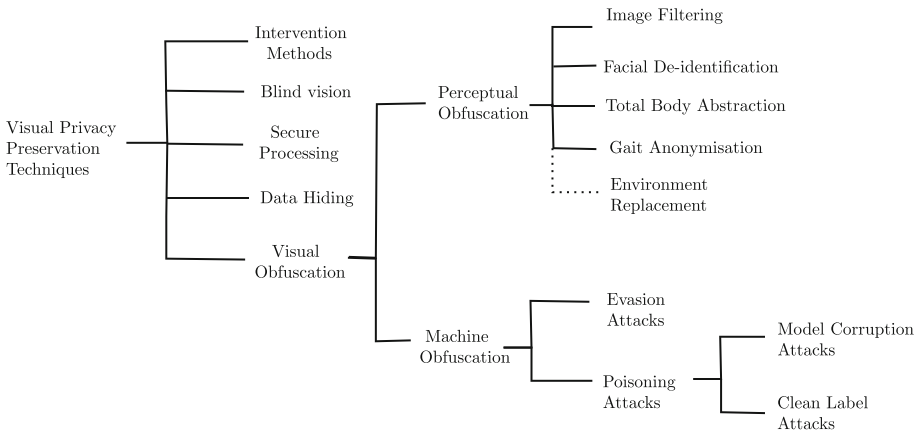 Visual Privacy
Preservation
Techniques
Intervention
Methods
Blind vision
Secure
Processing
Data Hiding
Visual
Obfuscation
Perceptual
Obfuscation
Image Filtering
Facial De-identification
Total Body Abstraction
Gait Anonymisation
Environment
Replacement
Machine
Obfuscation
Evasion
Attacks
Poisoning
Attacks
Model Corruption
Attacks
Clean Label
Attacks